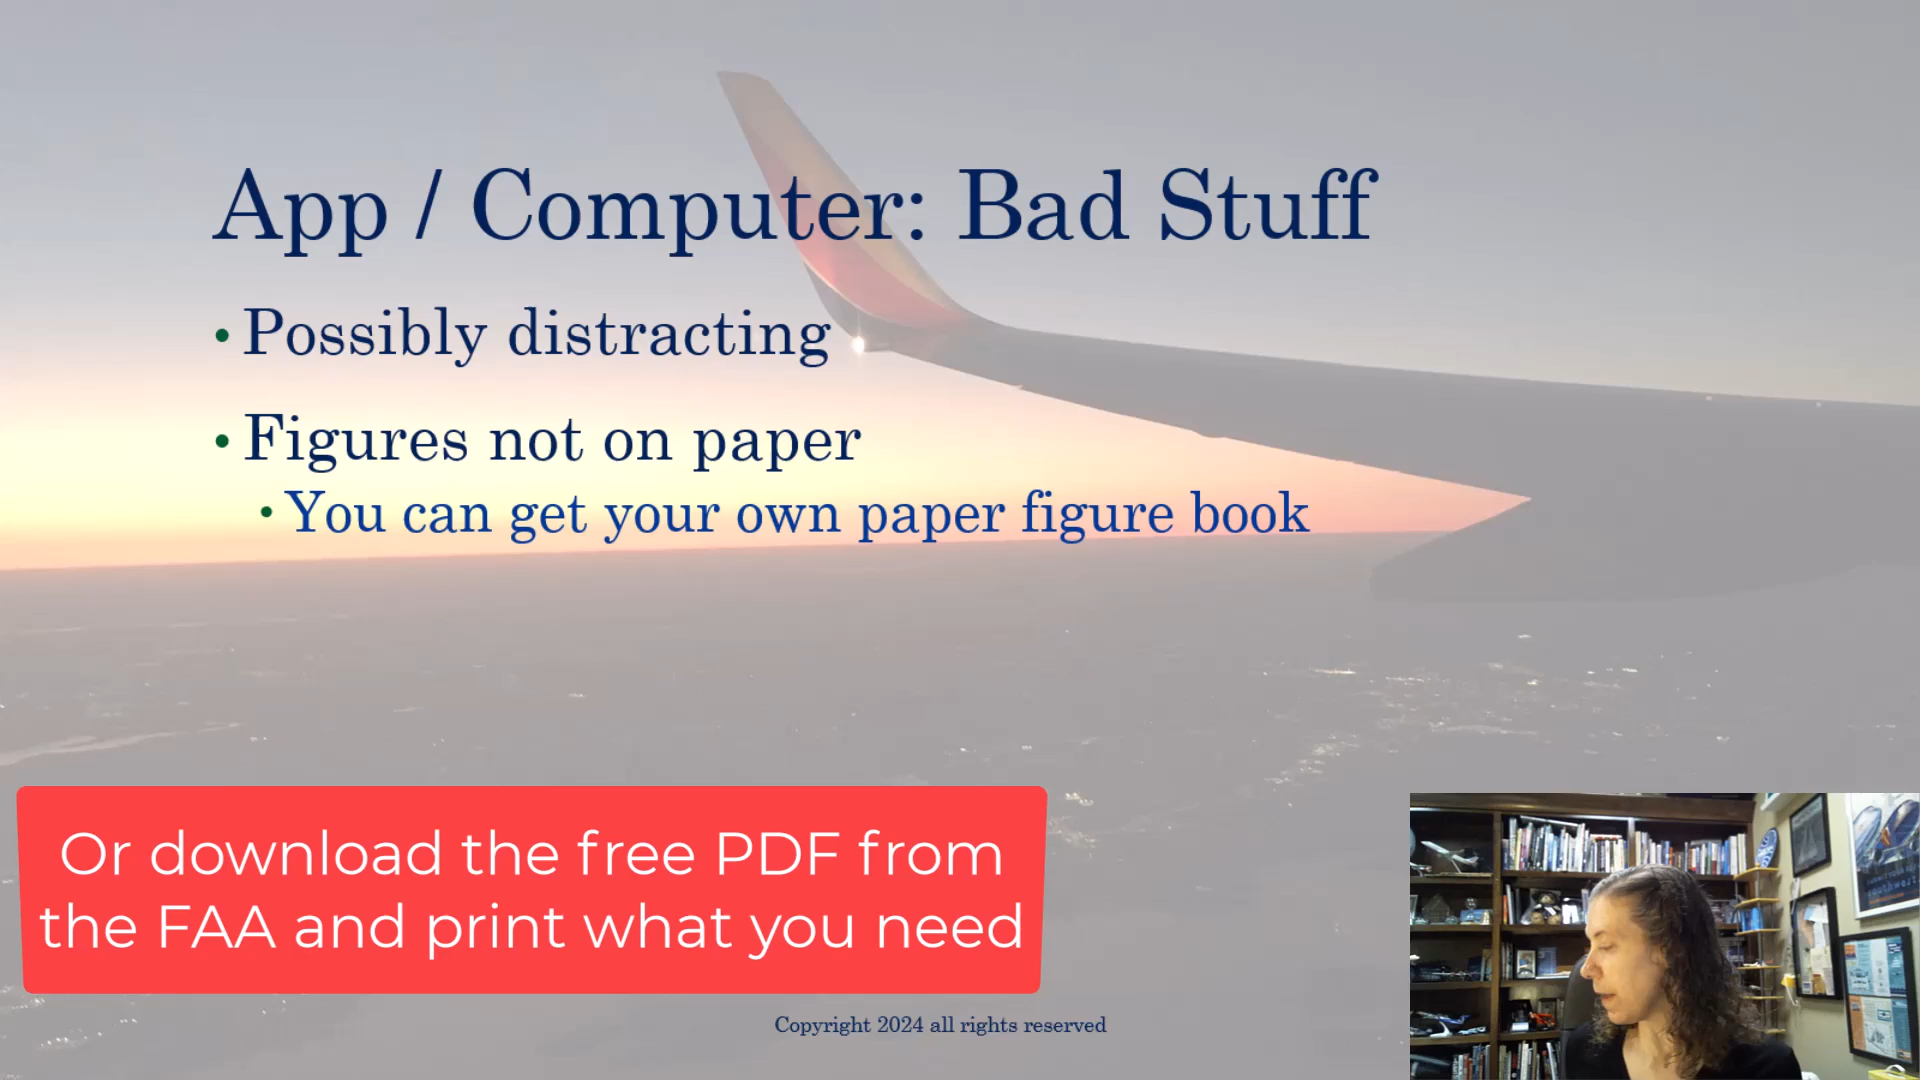 App / Computer: Bad Stuff
• Possibly distracting
• Figures not on paper
• You can get your own paper figure book
Or download the free PDF from
the FAA and print what you need
Copyright 2024 all rights reserved